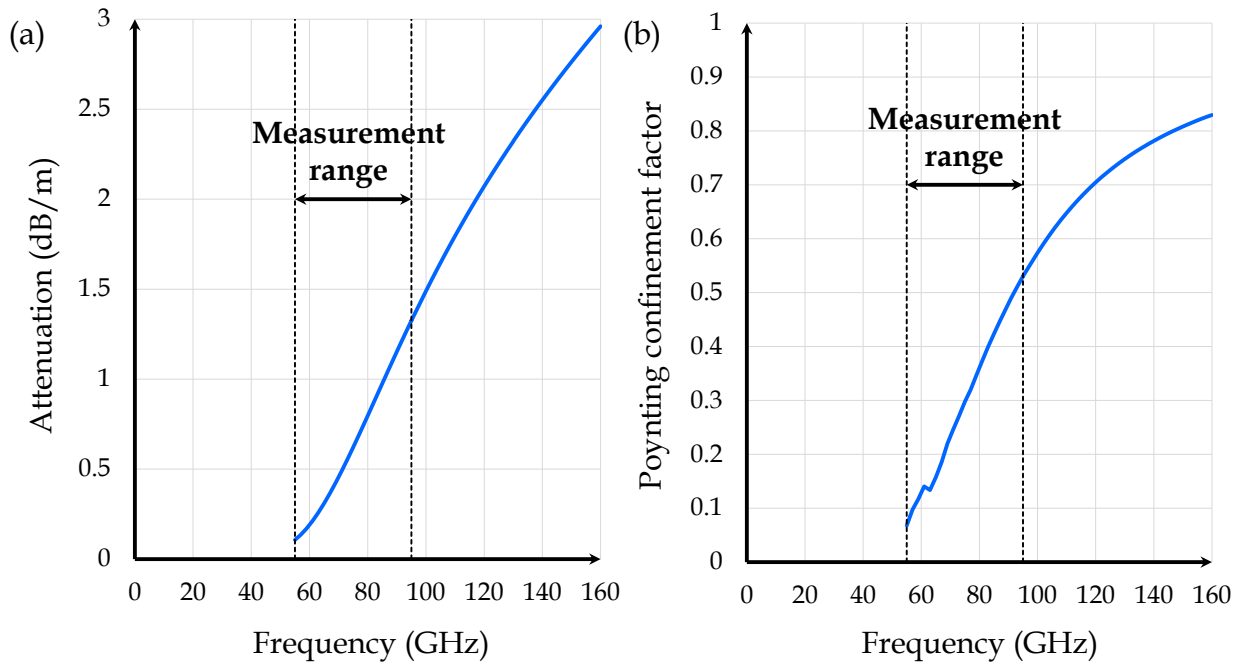 (a)
Attenuation (dB/m)
3
2.5
2
1.5
1
0.5
0
Measurement
range
0 20 40 60 80 100 120 140 160
Frequency (GHz)
(b)
Poynting confinement factor
1
0.9
0.8
0.7
0.6
0.5
0.4
0.3
0.2
0.1
0
Measurement
range
0 20 40 60 80 100 120 140 160
Frequency (GHz)